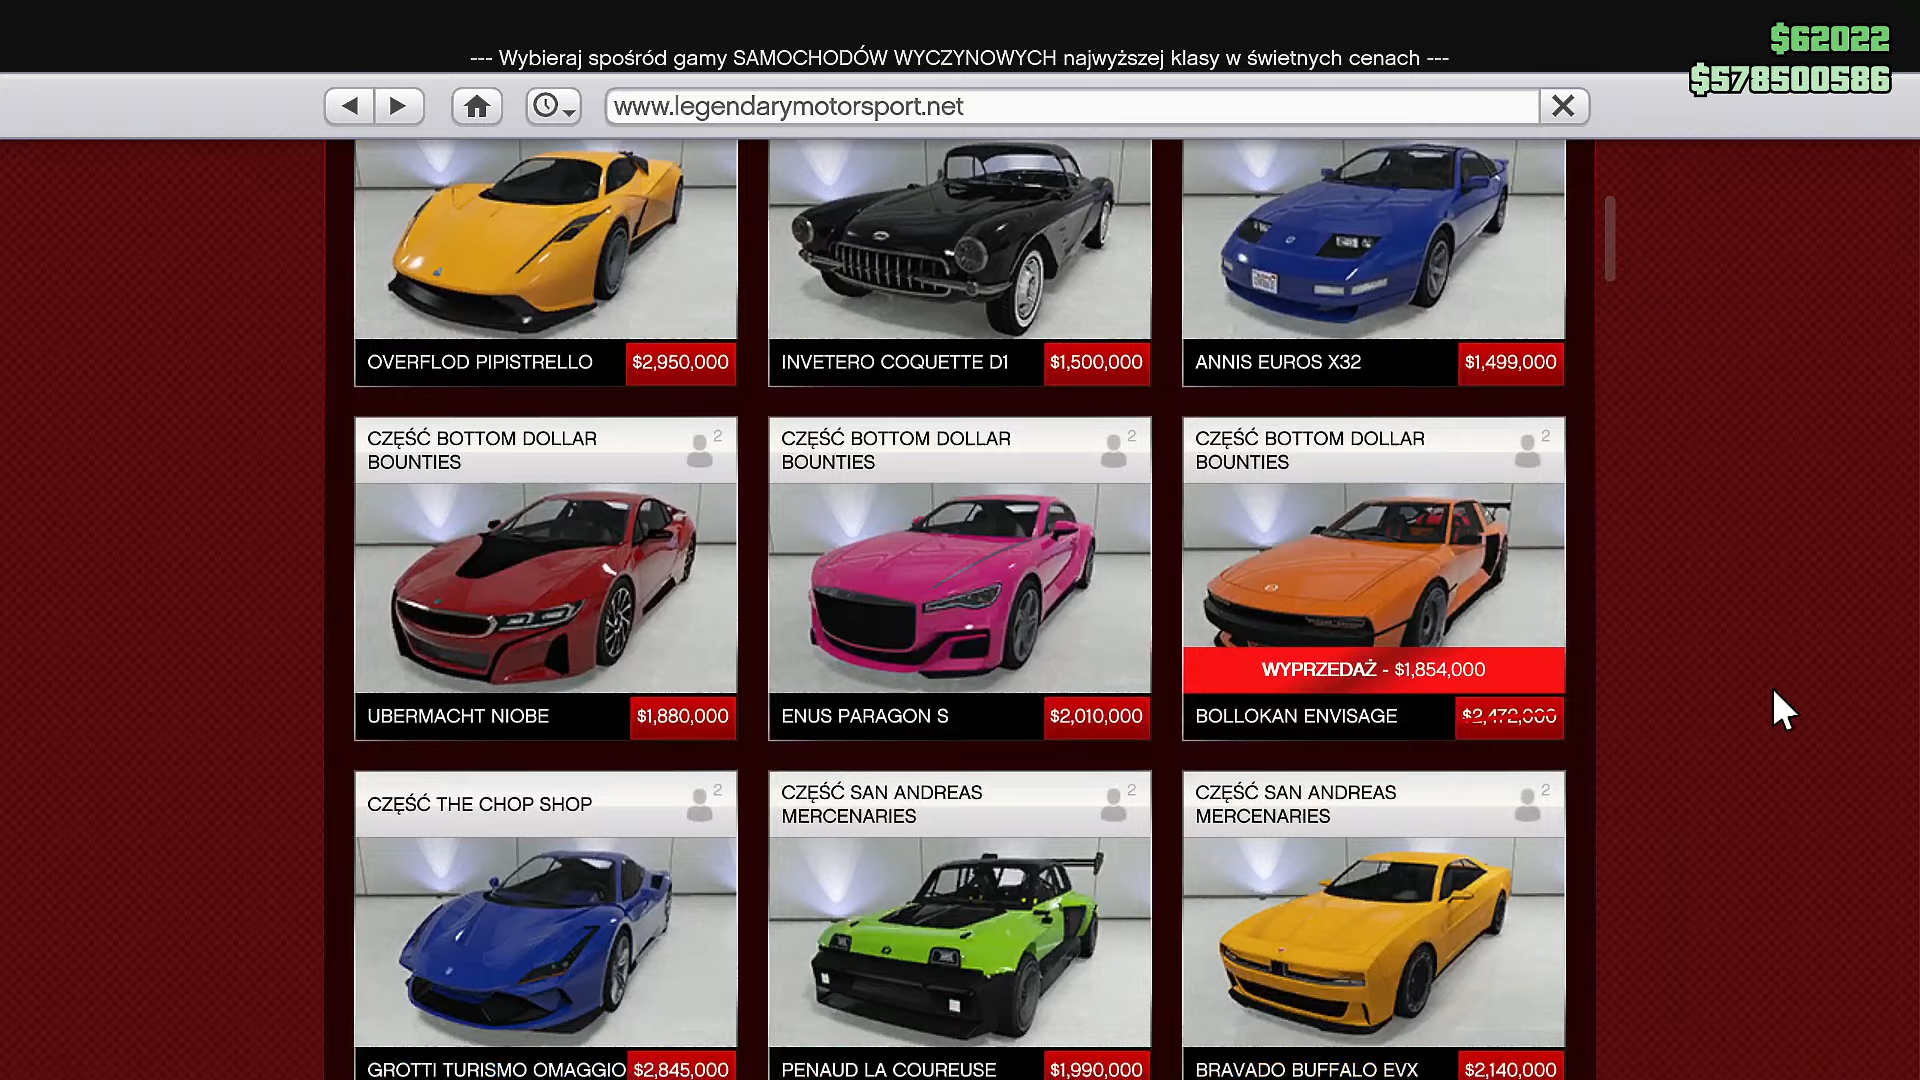 $62022
--- Wybieraj spośród gamy SAMOCHODÓW WYCZYNOWYCH najwyższej klasy w świetnych cenach ---
$578500586
www.legendarymotorsport.net
OVERFLOD PIPISTRELLO $2,950,000
INVETERO COQUETTE D1 $1,500,000
ANNIS EUROS X32 $1,499,000
CZĘŚĆ BOTTOM DOLLAR
BOUNTIES
2
CZĘŚĆ BOTTOM DOLLAR
BOUNTIES
2
CZĘŚĆ BOTTOM DOLLAR
BOUNTIES
2
WYPRZEDAŻ - $1,854,000
UBERMACHT NIOBE $1,880,000
ENUS PARAGON S $2,010,000
BOLLOKAN ENVISAGE $2,472,000
CZĘŚĆ THE CHOP SHOP
2
CZĘŚĆ SAN ANDREAS
MERCENARIES
2
CZĘŚĆ SAN ANDREAS
MERCENARIES
2
GROTTI TURISMO OMAGGIO $2,845,000
PENAUD LA COUREUSE $1,990,000
BRAVADO BUFFALO EVX $2,140,000